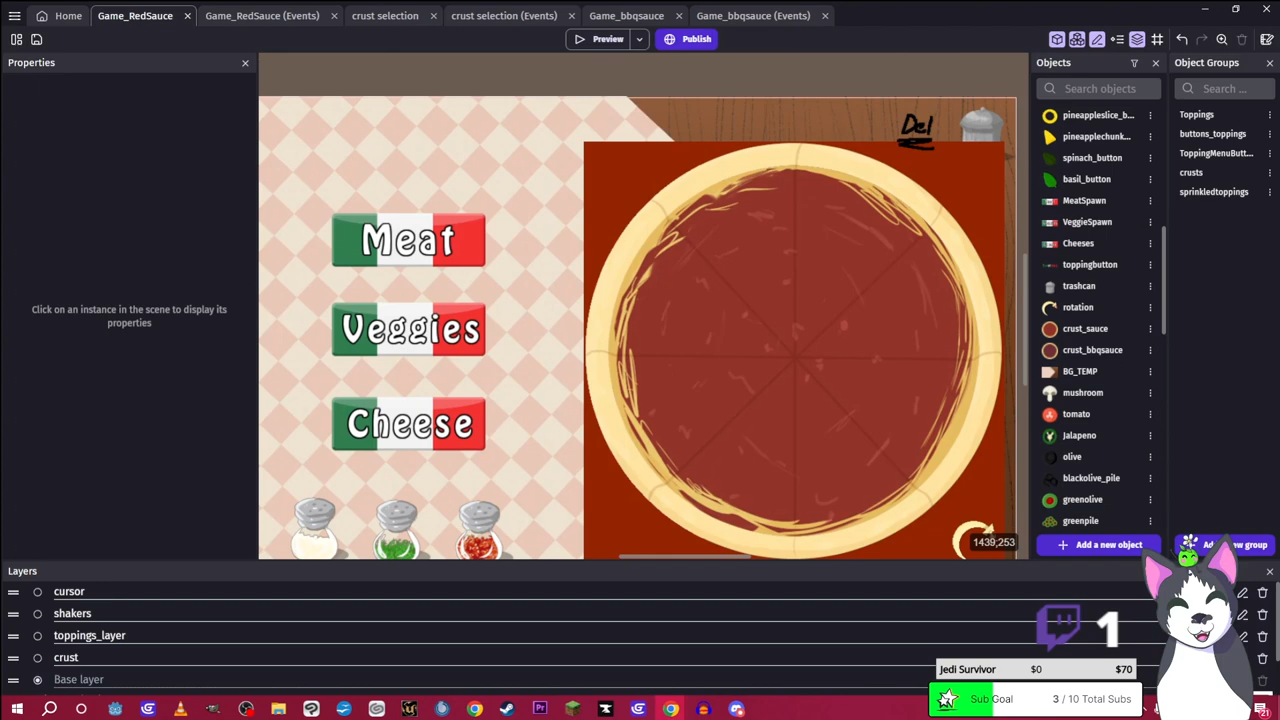 Home
Game_RedSauce
Game_RedSauce (Events)
crust selection
crust selection (Events)
Game_bbqsauce
Game_bbqsauce (Events)
Preview
Publish
Properties
Click on an instance in the scene to display its
properties
Del
Meat
Veggies
Cheese
1439;253
Objects
Search objects
pineappleslice_b...
pineapplechunk...
spinach_button
basil_button
MeatSpawn
VeggieSpawn
Cheeses
toppingbutton
trashcan
rotation
crust_sauce
crust_bbqsauce
BG_TEMP
mushroom
tomato
Jalapeno
olive
blackolive_pile
greenolive
greenpile
Add a new object
Object Groups
Search ...
Toppings
buttons_toppings
ToppingMenuButt...
crusts
sprinkledtoppings
group
Layers
cursor
shakers
toppings_layer
crust
Base layer
1
Jedi Survivor $0 $70
Sub Goal 3 / 10 Total Subs